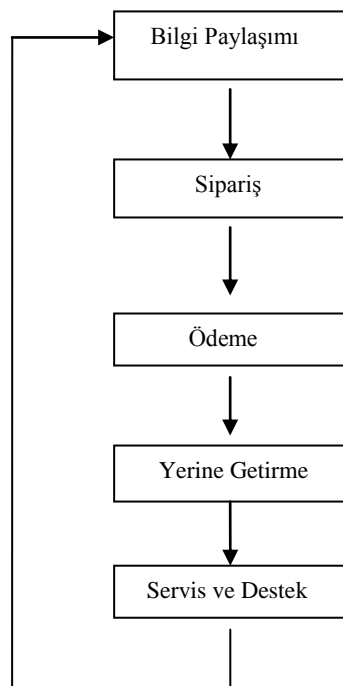 Bilgi Paylaşımı
Sipariş
Ödeme
Yerine Getirme
Servis ve Destek